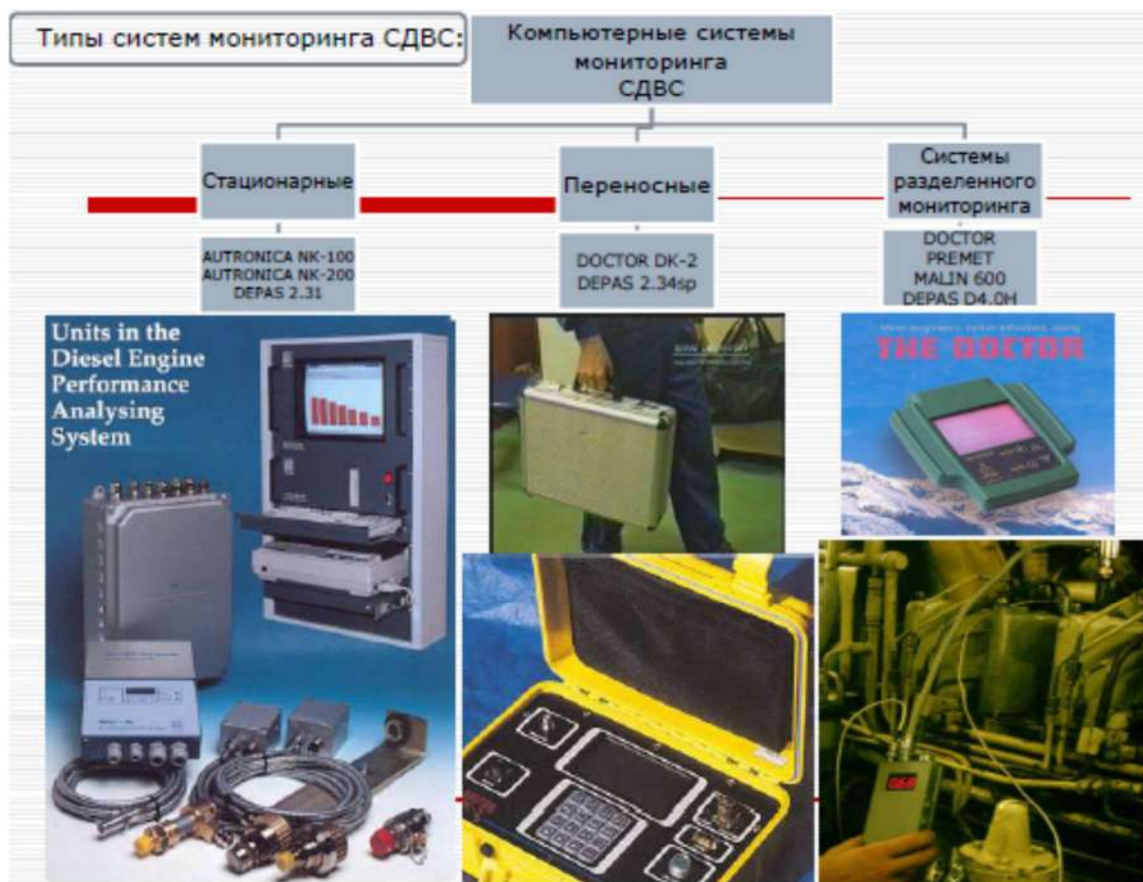 Типы систем мониторинга СДВС:
Компьютерные системы
мониторинга
СДВС
Стационарные
Переносные
Системы
разделенного
мониторинга
AUTRONICA NK-100
AUTRONICA NK-200
DEPAS 2.31
DOCTOR DK-2
DEPAS 2.34sp
DOCTOR
PREMET
MALIN 600
DEPAS D4.0H
Units in the
Diesel Engine
Performance
Analysing
System
THE DOCTOR